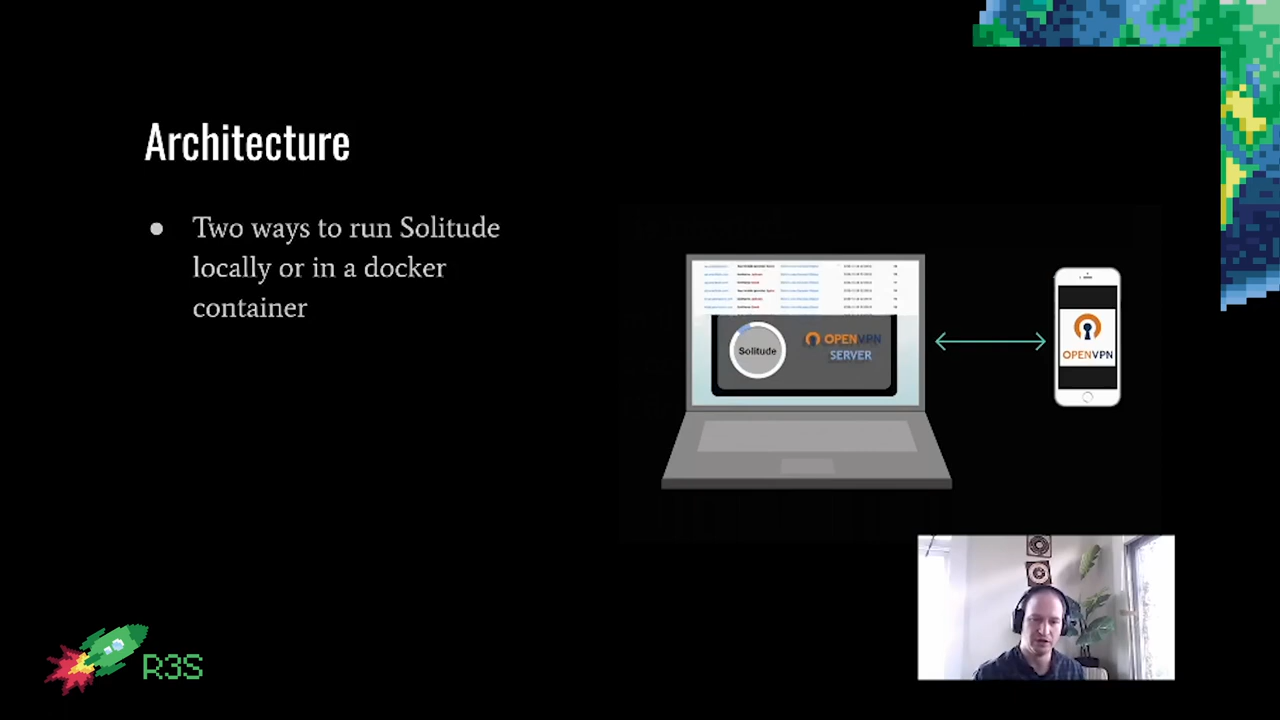 Architecture
● Two ways to run Solitude
locally or in a docker
container
Solitude
OPENVPN
SERVER
OPENVPN
R3S